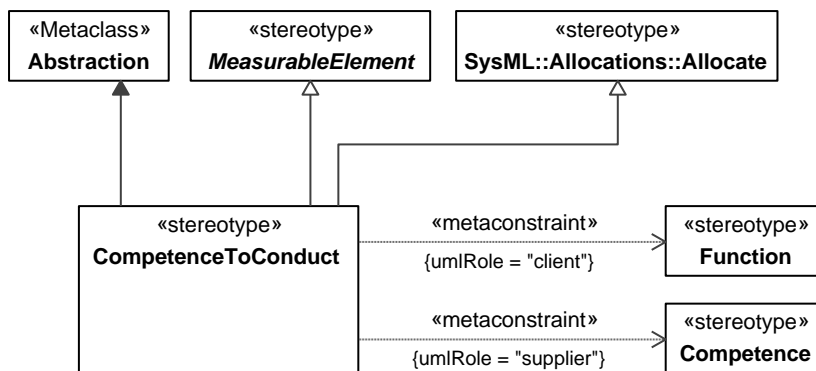 «Metaclass»
Abstraction
«stereotype»
MeasurableElement
«stereotype»
SysML::Allocations::Allocate
«stereotype»
CompetenceToConduct
«metaconstraint»
{umlRole = "client"}
«stereotype»
Function
«metaconstraint»
{umlRole = "supplier"}
«stereotype»
Competence